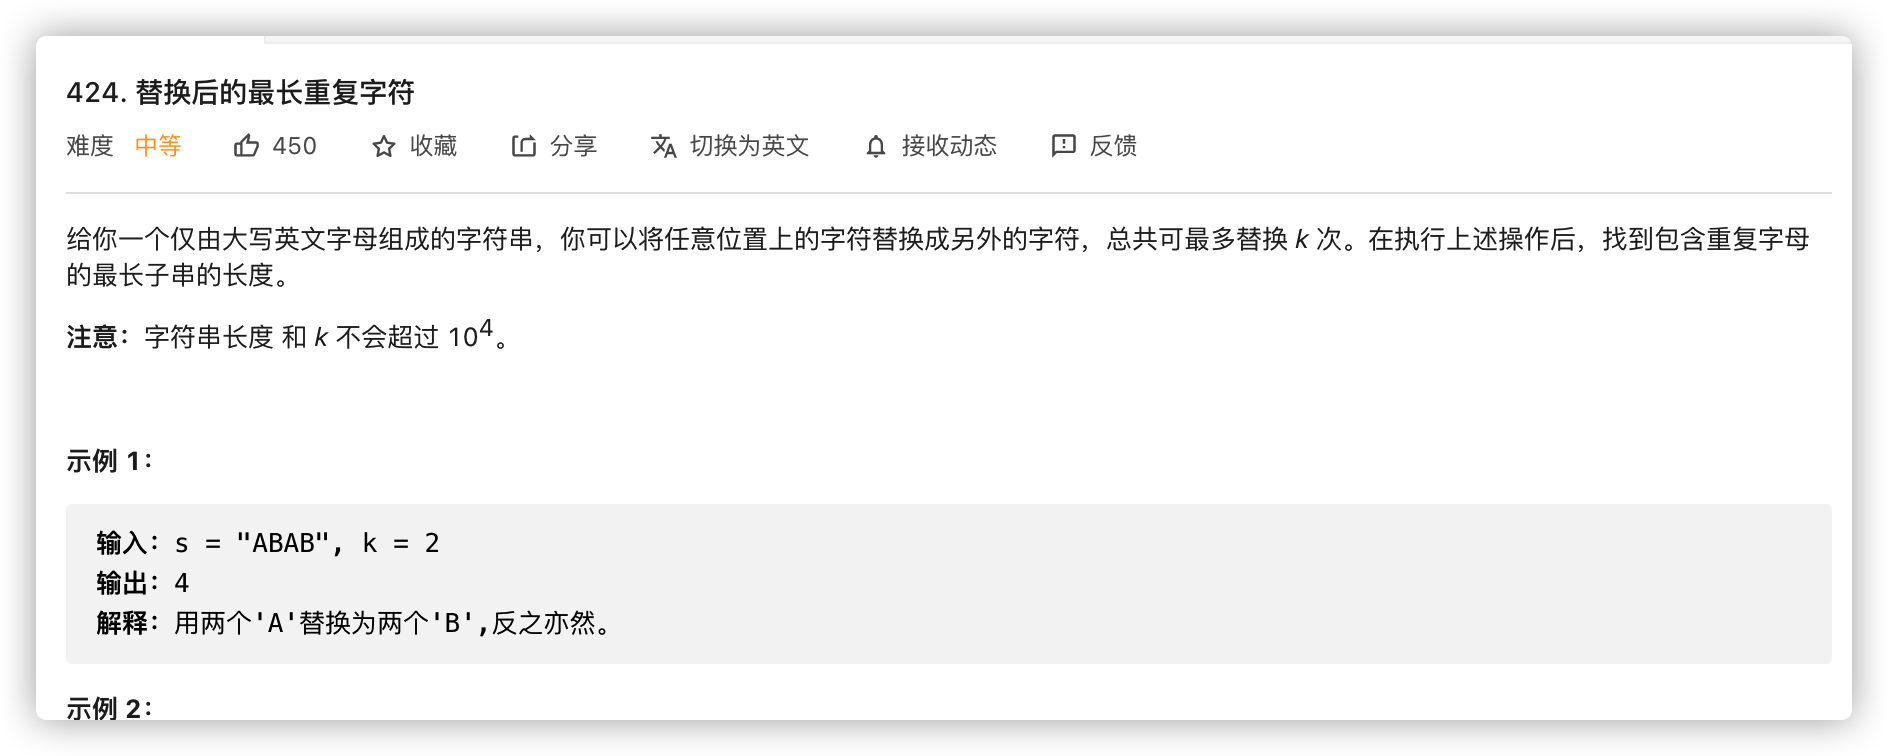 424. 替换后的最长重复字符
难度 中等 450 收藏 分享 切换为英文 接收动态 反馈
给你一个仅由大写英文字母组成的字符串，你可以将任意位置上的字符替换成另外的字符，总共可最多替换 k 次。在执行上述操作后，找到包含重复字母
的最长子串的长度。
注意：字符串长度 和 k 不会超过 10⁴。
示例 1：
输入：s = "ABAB", k = 2
输出：4
解释：用两个'A'替换为两个'B',反之亦然。
示例 2：